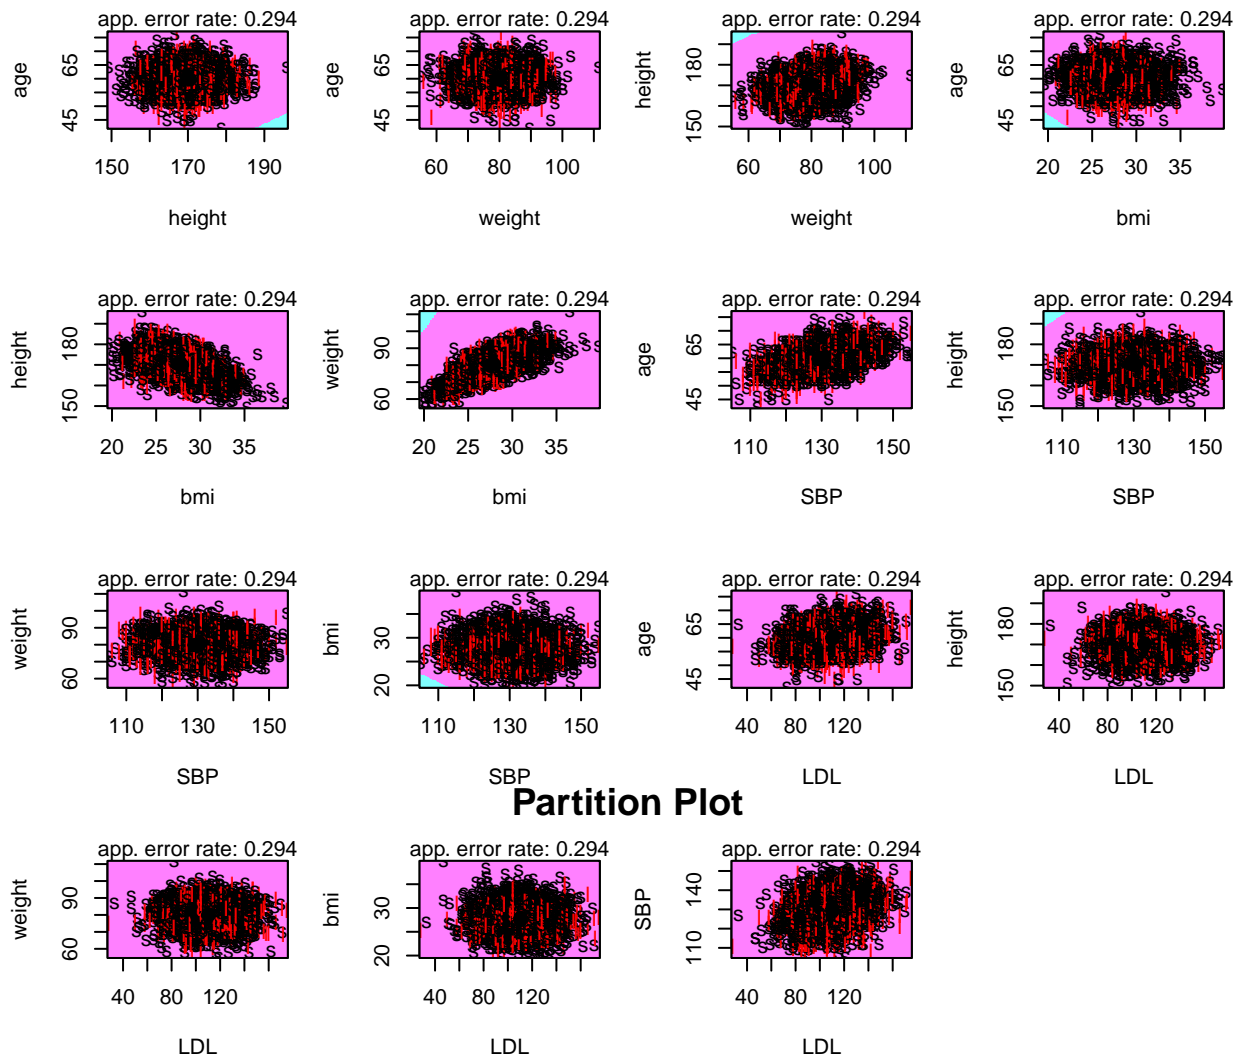 app. error rate: 0.294 app. error rate: 0.294 app. error rate: 0.294 app. error rate: 0.294
age 45 65 age 45 65 height 150 180 age 45 65
150 170 190 60 80 100 60 80 100 20 25 30 35
height weight weight bmi
app. error rate: 0.294 app. error rate: 0.294 app. error rate: 0.294 app. error rate: 0.294
height 150 180 weight 60 90 age 45 65 height 150 180
20 25 30 35 20 25 30 35 110 130 150 110 130 150
bmi bmi SBP SBP
app. error rate: 0.294 app. error rate: 0.294 app. error rate: 0.294 app. error rate: 0.294
weight 60 90 bmi 20 30 age 45 65 height 150 180
110 130 150 110 130 150 40 80 120 40 80 120
SBP SBP LDL LDL
Partition Plot
app. error rate: 0.294 app. error rate: 0.294 app. error rate: 0.294
weight 60 90 bmi 20 30 SBP 110 140
40 80 120 40 80 120 40 80 120
LDL LDL LDL